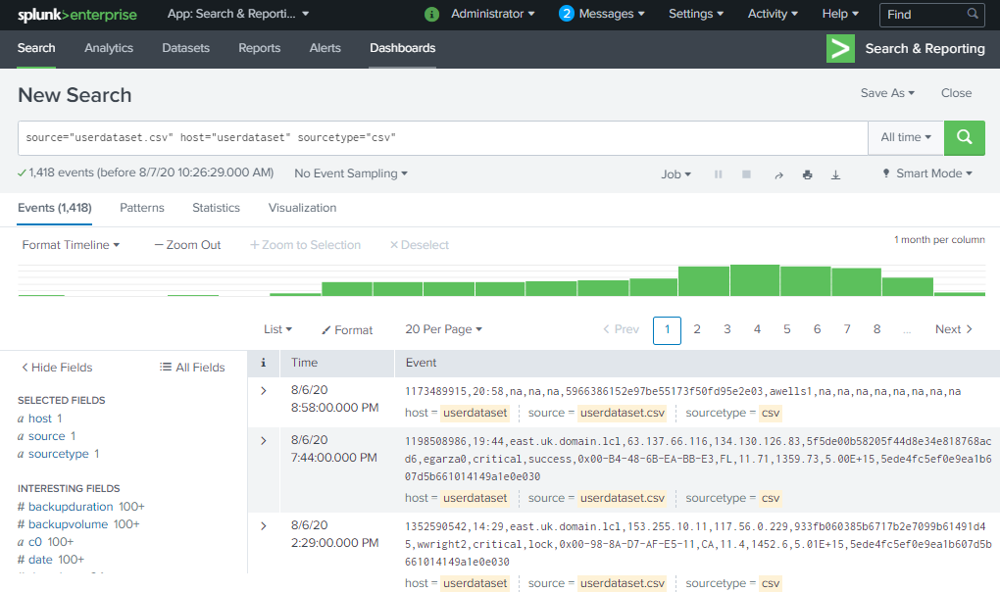 splunk>enterprise App: Search & Reporti... ▾ i Administrator ▾ 2 Messages ▾ Settings ▾ Activity ▾ Help ▾ Find
Search Analytics Datasets Reports Alerts Dashboards > Search & Reporting
New Search Save As ▾ Close
source="userdataset.csv" host="userdataset" sourcetype="csv" All time ▾
✓ 1,418 events (before 8/7/20 10:26:29.000 AM) No Event Sampling ▾ Job ▾ Smart Mode ▾
Events (1,418) Patterns Statistics Visualization
Format Timeline ▾ — Zoom Out + Zoom to Selection × Deselect 1 month per column
List ▾ Format 20 Per Page ▾ < Prev 1 2 3 4 5 6 7 8 ... Next >
< Hide Fields All Fields
SELECTED FIELDS
a host 1
a source 1
a sourcetype 1
INTERESTING FIELDS
# backupduration 100+
# backupvolume 100+
a c0 100+
# date 100+
i Time Event
> 8/6/20
8:58:00.000 PM
1173489915,20:58,na,na,na,5966386152e97be55173f50fd95e2e03,awells1,na,na,na,na,na,na,na,na
host = userdataset source = userdataset.csv sourcetype = csv
> 8/6/20
7:44:00.000 PM
1198508986,19:44,east.uk.domain.lcl,63.137.66.116,134.130.126.83,5f5de00b58205f44d8e34e818768ac
d6,egarza0,critical,success,0x00-B4-48-6B-EA-BB-E3,FL,11.71,1359.73,5.00E+15,5ede4fc5ef0e9ea1b6
07d5b661014149a1e0e030
host = userdataset source = userdataset.csv sourcetype = csv
> 8/6/20
2:29:00.000 PM
1352590542,14:29,east.uk.domain.lcl,153.255.10.11,117.56.0.229,933fb060385b6717b2e7099b61491d4
5,wwright2,critical,lock,0x00-98-8A-D7-AF-E5-11,CA,11.4,1452.6,5.01E+15,5ede4fc5ef0e9ea1b607d5b
661014149a1e0e030
host = userdataset source = userdataset.csv sourcetype = csv